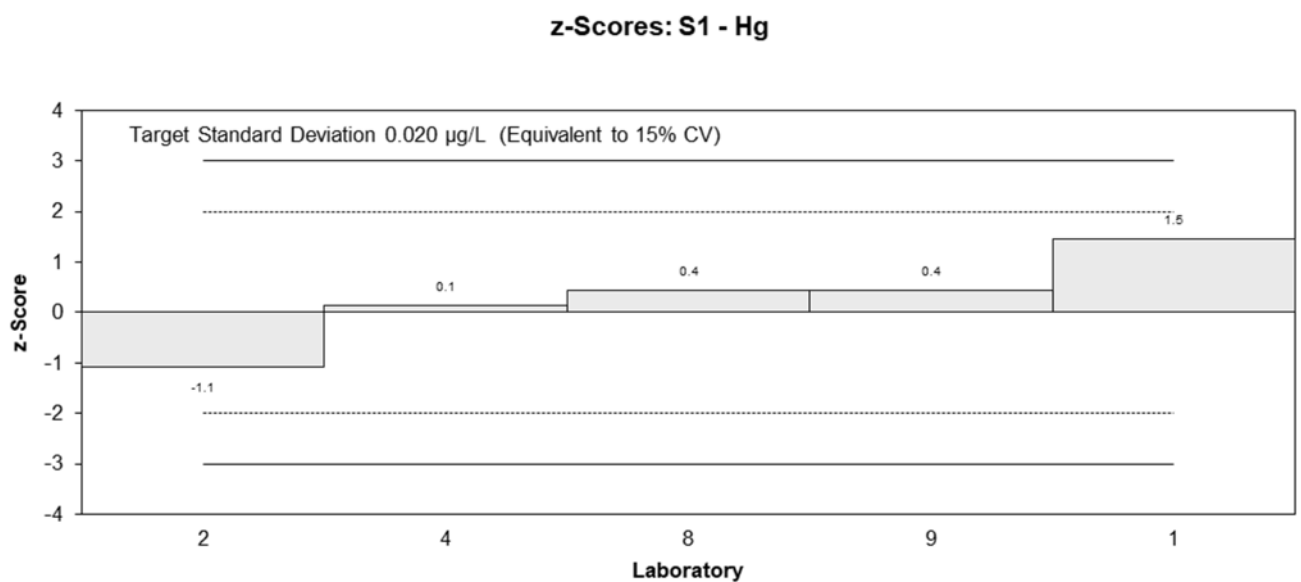 z-Scores: S1 - Hg
4
Target Standard Deviation 0.020 µg/L (Equivalent to 15% CV)
3
2
1.5
1
0.4
0.4
0.1
0
z-Score
-1
-1.1
-2
-3
-4
2 4 8 9 1
Laboratory